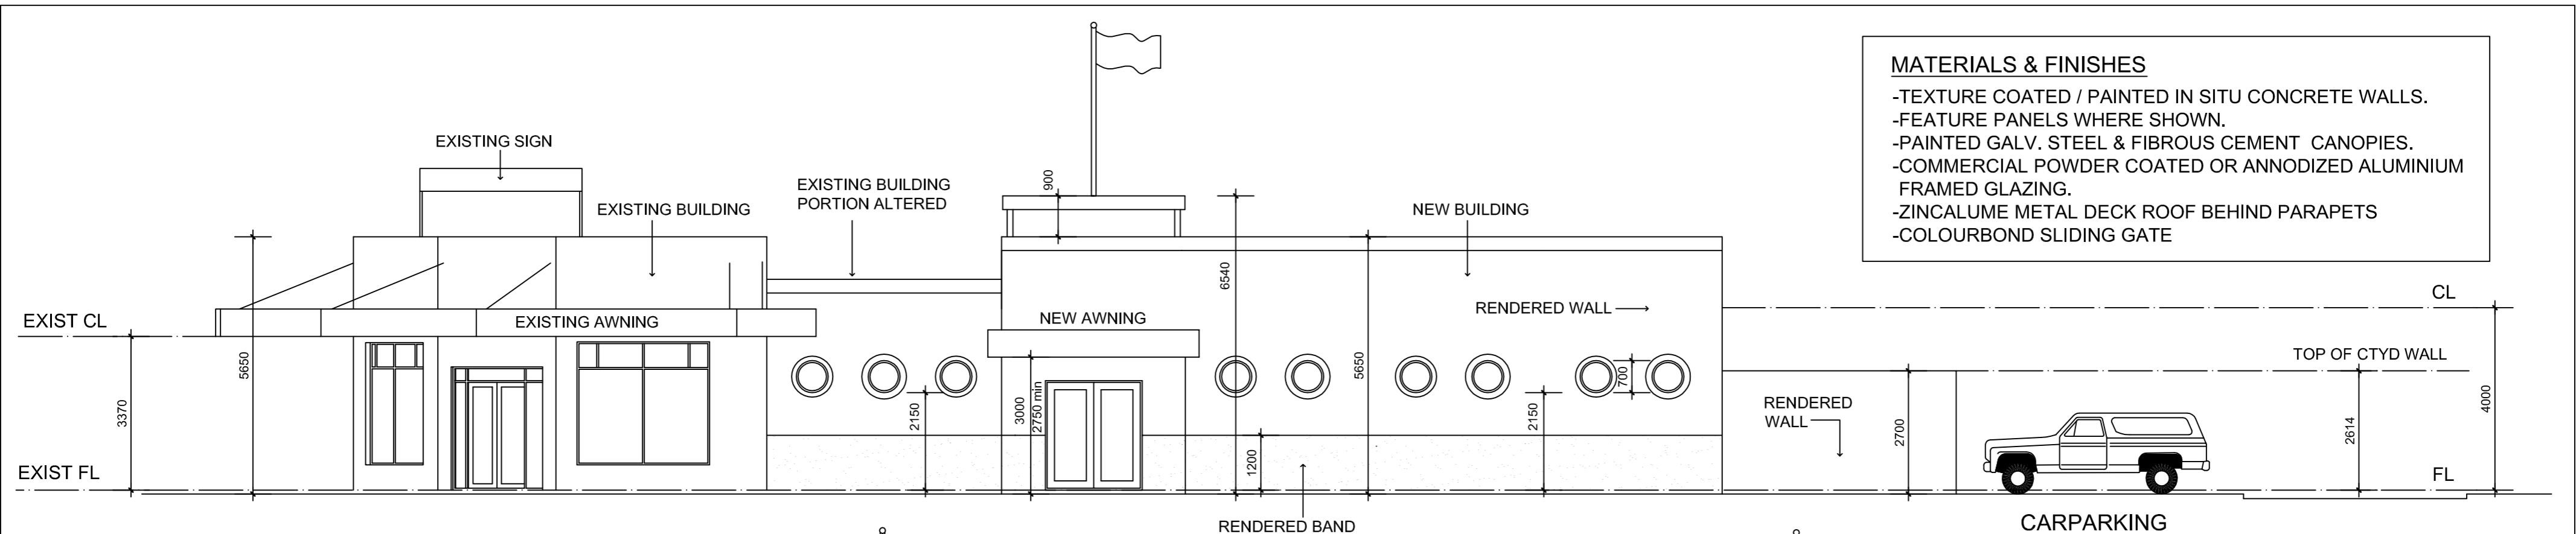 MATERIALS & FINISHES
-TEXTURE COATED / PAINTED IN SITU CONCRETE WALLS.
-FEATURE PANELS WHERE SHOWN.
-PAINTED GALV. STEEL & FIBROUS CEMENT CANOPIES.
-COMMERCIAL POWDER COATED OR ANNODIZED ALUMINIUM
FRAMED GLAZING.
-ZINCALUME METAL DECK ROOF BEHIND PARAPETS
-COLOURBOND SLIDING GATE
EXISTING SIGN
EXISTING BUILDING
EXISTING BUILDING
PORTION ALTERED
900
NEW BUILDING
6540
RENDERED WALL
CL
EXIST CL
EXISTING AWNING
NEW AWNING
5650
5650
TOP OF CTYD WALL
700
3370
2150
3000
2750 min
2150
RENDERED
WALL
2700
2614
4000
1200
EXIST FL
FL
RENDERED BAND
CARPARKING